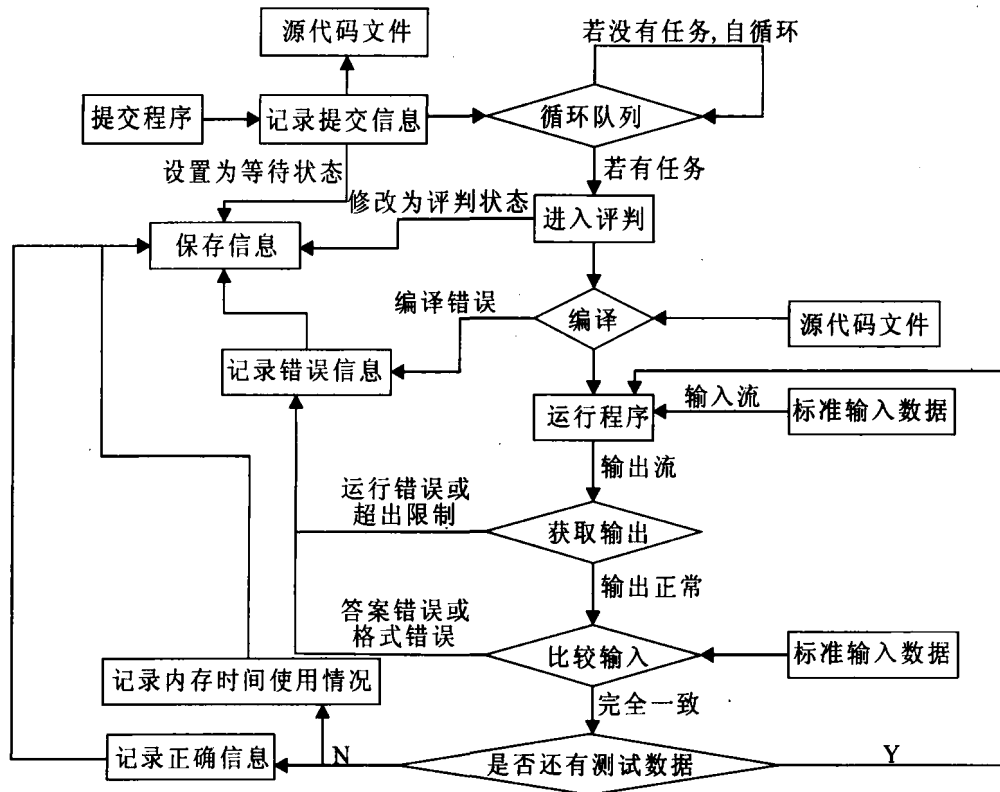 源代码文件
若没有任务,自循环
提交程序
记录提交信息
循环队列
设置为等待状态
若有任务
修改为评判状态
进入评判
保存信息
编译错误
编译
源代码文件
记录错误信息
输入流
标准输入数据
运行程序
输出流
运行错误或
超出限制
获取输出
输出正常
答案错误或
格式错误
比较输入
标准输入数据
记录内存时间使用情况
完全一致
记录正确信息
N
是否还有测试数据
Y